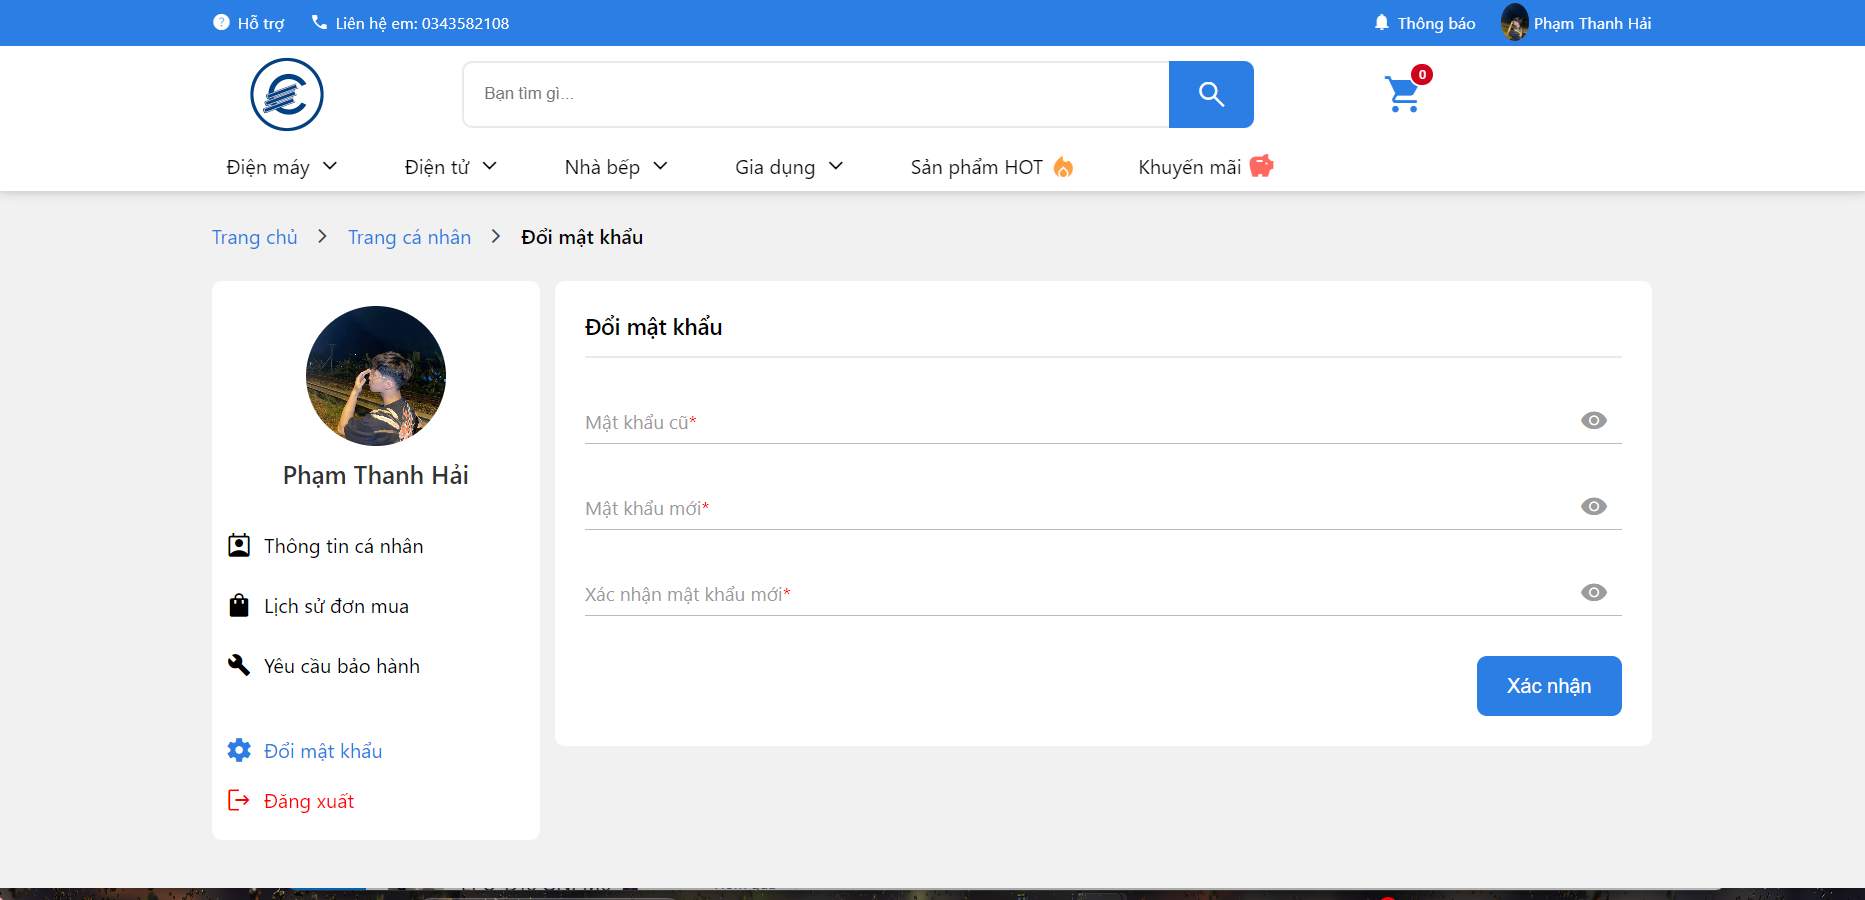 Hỗ trợ Liên hệ em: 0343582108 Thông báo Phạm Thanh Hải
Bạn tìm gì... 0
Điện máy Điện tử Nhà bếp Gia dụng Sản phẩm HOT Khuyến mãi
Trang chủ > Trang cá nhân > Đổi mật khẩu
Phạm Thanh Hải
Thông tin cá nhân
Lịch sử đơn mua
Yêu cầu bảo hành
Đổi mật khẩu
Đăng xuất
Đổi mật khẩu
Mật khẩu cũ*
Mật khẩu mới*
Xác nhận mật khẩu mới*
Xác nhận